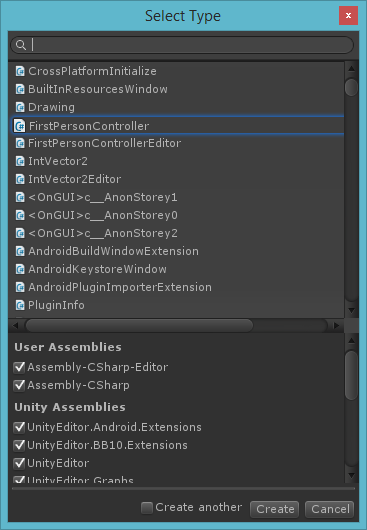 Select Type
CrossPlatformInitialize
BuiltInResourcesWindow
Drawing
FirstPersonController
FirstPersonControllerEditor
IntVector2
IntVector2Editor
<OnGUI>c__AnonStorey1
<OnGUI>c__AnonStorey0
<OnGUI>c__AnonStorey2
AndroidBuildWindowExtension
AndroidKeystoreWindow
AndroidPluginImporterExtension
PluginInfo
User Assemblies
Assembly-CSharp-Editor
Assembly-CSharp
Unity Assemblies
UnityEditor.Android.Extensions
UnityEditor.BB10.Extensions
UnityEditor
UnityEditor.Graphs
Create another Create Cancel